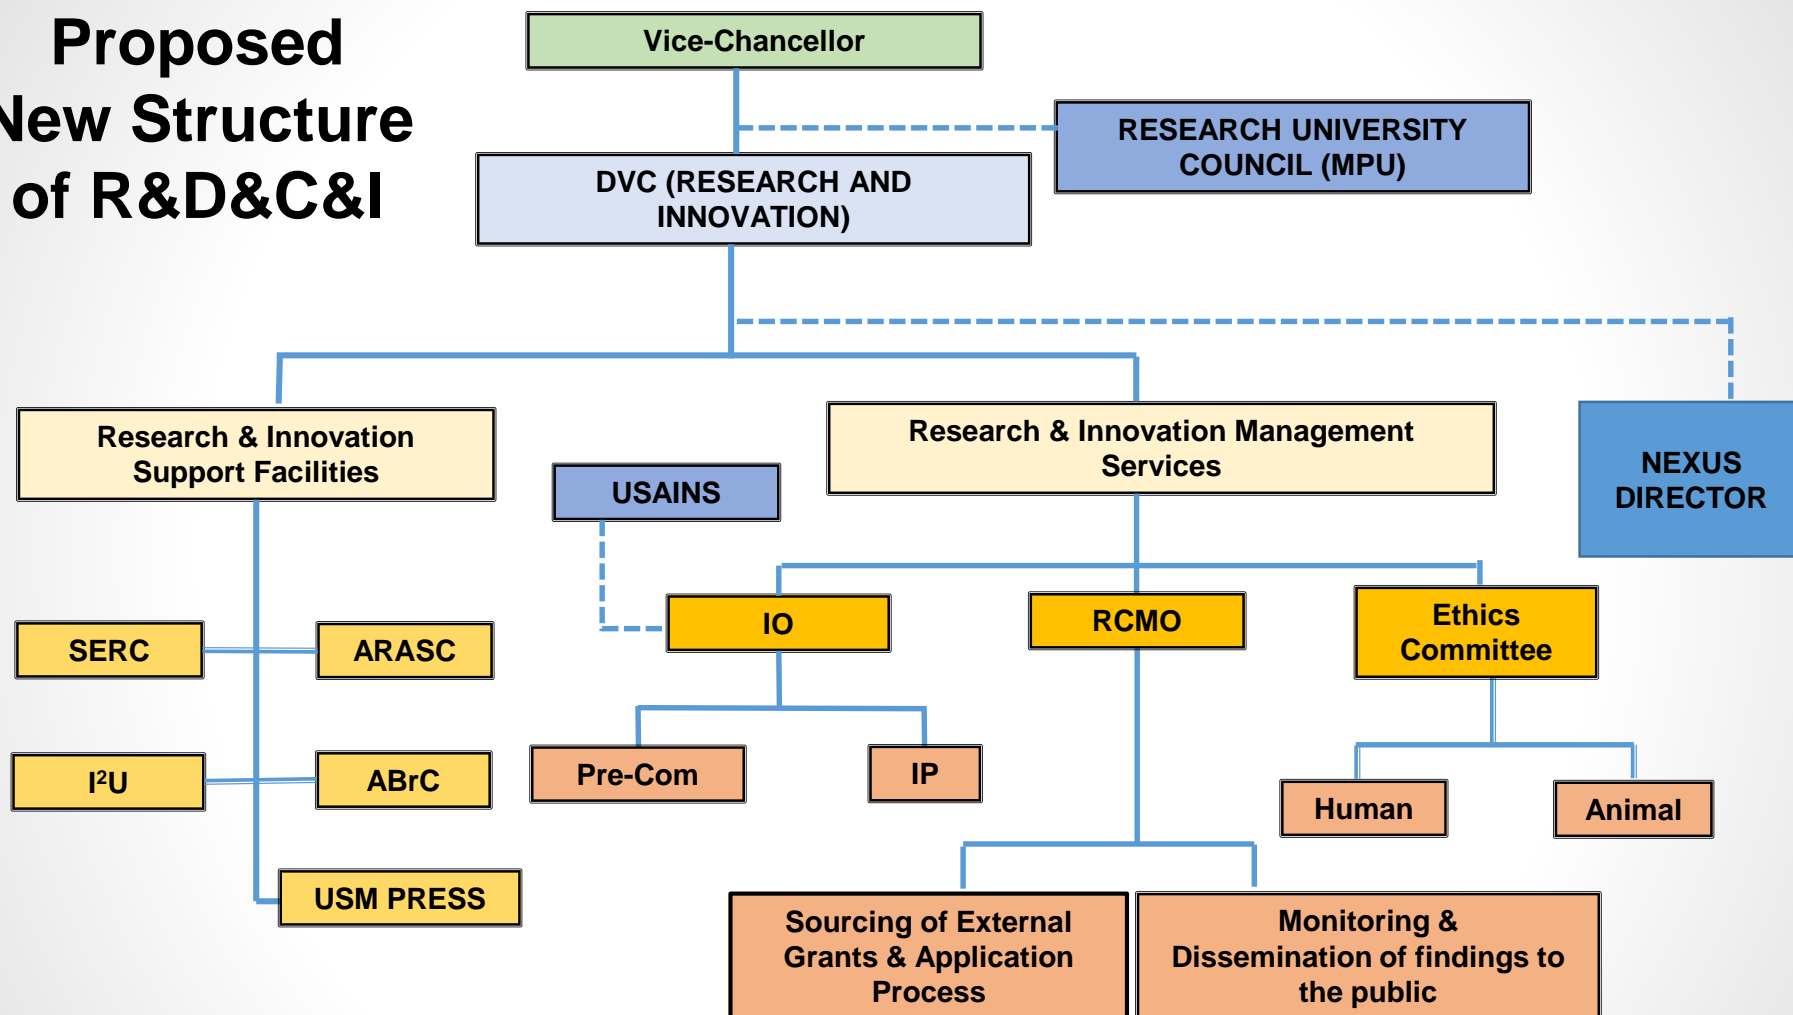 Proposed
New Structure
of R&D&C&I
Vice-Chancellor
RESEARCH UNIVERSITY
COUNCIL (MPU)
DVC (RESEARCH AND
INNOVATION)
Research & Innovation
Support Facilities
Research & Innovation Management
Services
NEXUS
DIRECTOR
USAINS
SERC
ARASC
IO
RCMO
Ethics
Committee
I²U
ABrC
Pre-Com
IP
Human
Animal
USM PRESS
Sourcing of External
Grants & Application
Process
Monitoring &
Dissemination of findings to
the public